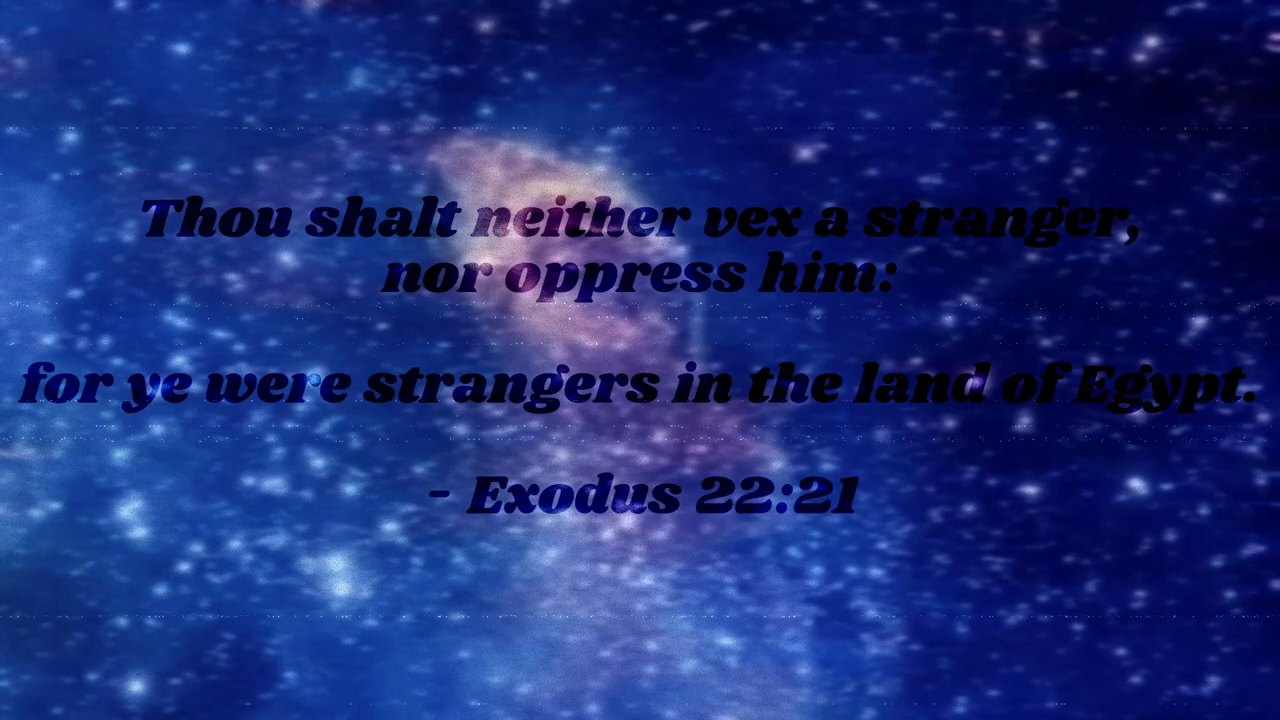 Thou shalt neither vex a stranger,
nor oppress him:
for ye were strangers in the land of Egypt.
- Exodus 22:21